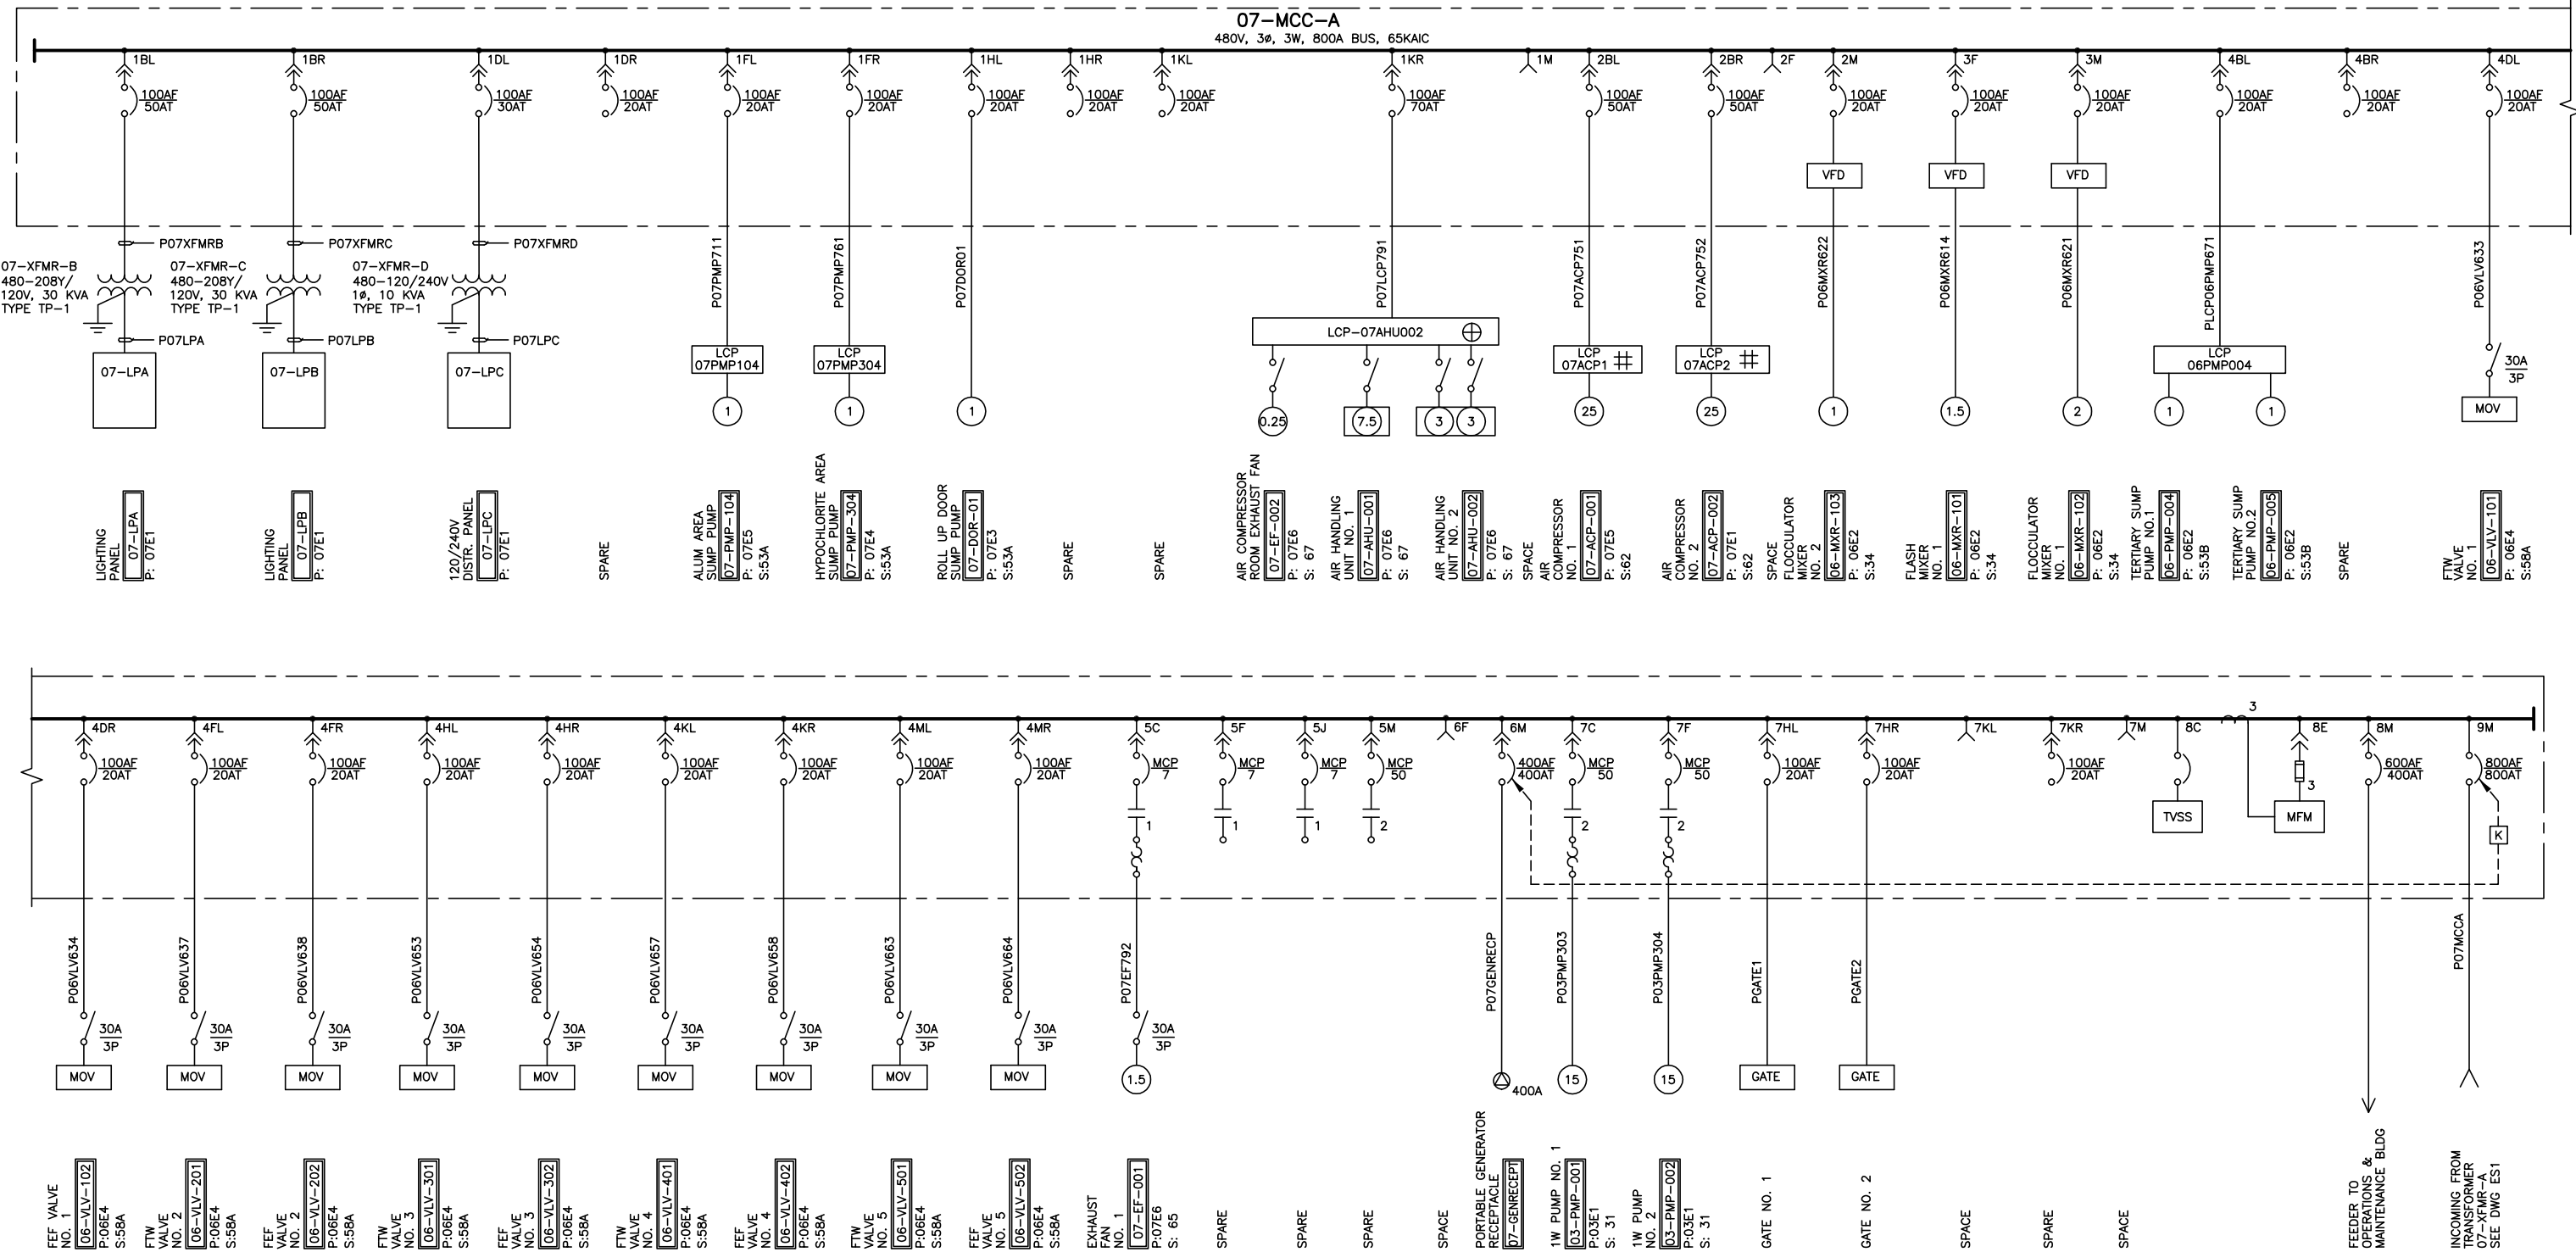 07-MCC-A
480V, 3ø, 3W, 800A BUS, 65KAIC
1BL
1BR
1DL
1DR
1FL
1FR
1HL
1HR
1KL
1KR
1M
2BL
2BR
2F
2M
3F
3M
4BL
4BR
4DL
100AF
50AT
100AF
50AT
100AF
30AT
100AF
20AT
100AF
20AT
100AF
20AT
100AF
20AT
100AF
20AT
100AF
20AT
100AF
70AT
100AF
50AT
100AF
50AT
100AF
20AT
100AF
20AT
100AF
20AT
100AF
20AT
100AF
20AT
100AF
20AT
VFD
VFD
VFD
P07XFMRB
P07XFMRC
P07XFMRD
07-XFMR-B
480-208Y/
120V, 30 KVA
TYPE TP-1
07-XFMR-C
480-208Y/
120V, 30 KVA
TYPE TP-1
07-XFMR-D
480-120/240V
1ø, 10 KVA
TYPE TP-1
P07PMP711
P07PMP761
P07DOR01
P07LCP791
P07ACP751
P07ACP752
P06MXR622
P06MXR614
P06MXR621
PLCP06PMP671
P06VLV633
P07LPA
P07LPB
P07LPC
07-LPA
07-LPB
07-LPC
LCP
07PMP104
LCP
07PMP304
LCP-07AHU002
LCP
07ACP1
LCP
07ACP2
LCP
06PMP004
30A
3P
MOV
1
1
1
0.25
7.5
3
3
25
25
1
1.5
2
1
1
LIGHTING
PANEL
07-LPA
P: 07E1
LIGHTING
PANEL
07-LPB
P: 07E1
120/240V
DISTR. PANEL
07-LPC
P: 07E1
SPARE
ALUM AREA
SUMP PUMP
07-PMP-104
P: 07E5
S:53A
HYPOCHLORITE AREA
SUMP PUMP
07-PMP-304
P: 07E4
S:53A
ROLL UP DOOR
SUMP PUMP
07-DOR-01
P: 07E3
S:53A
SPARE
SPARE
AIR COMPRESSOR
ROOM EXHAUST FAN
07-EF-002
P: 07E6
S: 67
AIR HANDLING
UNIT NO. 1
07-AHU-001
P: 07E6
S: 67
AIR HANDLING
UNIT NO. 2
07-AHU-002
P: 07E6
S: 67
SPACE
AIR
COMPRESSOR
NO. 1
07-ACP-001
P: 07E5
S:62
AIR
COMPRESSOR
NO. 2
07-ACP-002
P: 07E1
S:62
SPACE
FLOCCULATOR
MIXER
NO. 2
06-MXR-103
P: 06E2
S:34
FLASH
MIXER
NO. 1
06-MXR-101
P: 06E2
S:34
FLOCCULATOR
MIXER
NO. 1
06-MXR-102
P: 06E2
S:34
TERTIARY SUMP
PUMP NO.1
06-PMP-004
P: 06E2
S:53B
TERTIARY SUMP
PUMP NO.2
06-PMP-005
P: 06E2
S:53B
SPARE
FTW
VALVE
NO. 1
06-VLV-101
P: 06E4
S:58A
4DR
4FL
4FR
4HL
4HR
4KL
4KR
4ML
4MR
5C
5F
5J
5M
6F
6M
7C
7F
7HL
7HR
7KL
7KR
7M
8C
3
8E
8M
9M
100AF
20AT
100AF
20AT
100AF
20AT
100AF
20AT
100AF
20AT
100AF
20AT
100AF
20AT
100AF
20AT
100AF
20AT
MCP
7
MCP
7
MCP
7
MCP
50
400AF
400AT
MCP
50
MCP
50
100AF
20AT
100AF
20AT
100AF
20AT
600AF
400AT
800AF
800AT
1
1
1
2
2
2
TVSS
3
MFM
K
P06VLV634
P06VLV637
P06VLV638
P06VLV653
P06VLV654
P06VLV657
P06VLV658
P06VLV663
P06VLV664
P07EF792
P07GENRECP
P03PMP303
P03PMP304
PGATE1
PGATE2
P07MCCA
30A
3P
30A
3P
30A
3P
30A
3P
30A
3P
30A
3P
30A
3P
30A
3P
30A
3P
30A
3P
MOV
MOV
MOV
MOV
MOV
MOV
MOV
MOV
MOV
1.5
400A
15
15
GATE
GATE
FEF VALVE
NO. 1
06-VLV-102
P:06E4
S:58A
FTW
VALVE
NO. 2
06-VLV-201
P:06E4
S:58A
FEF
VALVE
NO. 2
06-VLV-202
P:06E4
S:58A
FTW
VALVE
NO. 3
06-VLV-301
P:06E4
S:58A
FEF
VALVE
NO. 3
06-VLV-302
P:06E4
S:58A
FTW
VALVE
NO. 4
06-VLV-401
P:06E4
S:58A
FEF
VALVE
NO. 4
06-VLV-402
P:06E4
S:58A
FTW
VALVE
NO. 5
06-VLV-501
P:06E4
S:58A
FEF
VALVE
NO. 5
06-VLV-502
P:06E4
S:58A
EXHAUST
FAN
NO. 1
07-EF-001
P:07E6
S: 65
SPARE
SPARE
SPARE
SPACE
PORTABLE GENERATOR
RECEPTACLE
07-GENRECEPT
1W PUMP NO. 1
03-PMP-001
P:03E1
S: 31
1W PUMP
NO. 2
03-PMP-002
P:03E1
S: 31
GATE NO. 1
GATE NO. 2
SPACE
SPARE
SPACE
FEEDER TO
OPERATIONS &
MAINTENANCE BLDG
INCOMING FROM
TRANSFORMER
07-XFMR-A
SEE DWG ES1